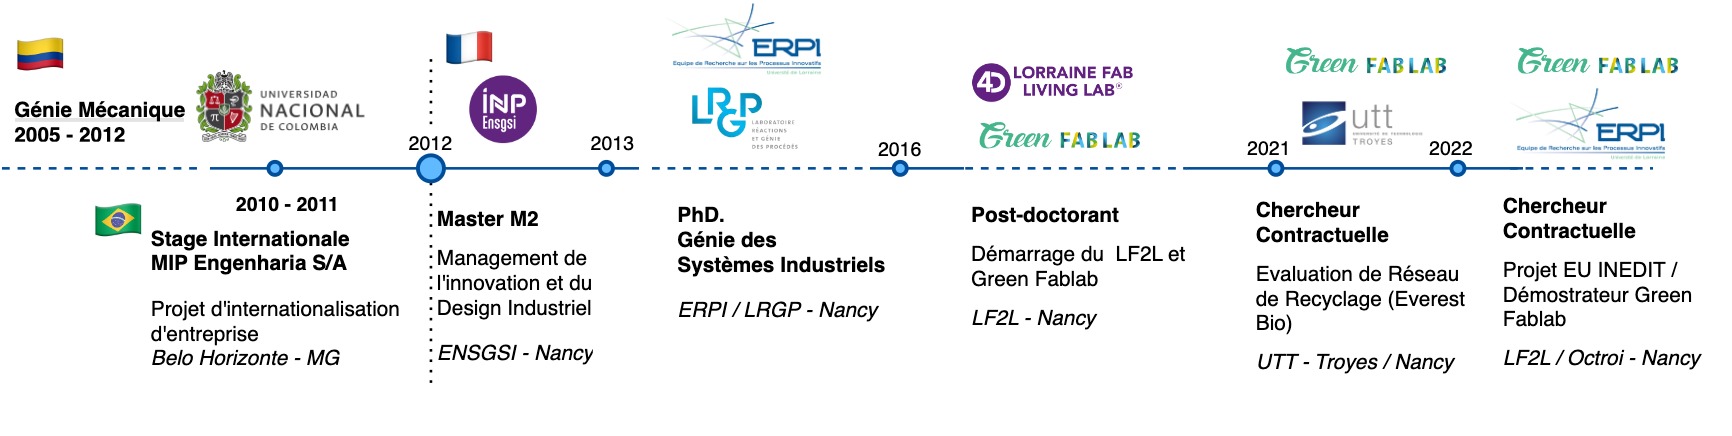 Génie Mécanique
2005 - 2012
UNIVERSIDAD
NACIONAL
DE COLOMBIA
2010 - 2011
Stage Internationale
MIP Engenharia S/A
Projet d'internationalisation
d'entreprise
Belo Horizonte - MG
2012
iNP
Ensgsi
Master M2
Management de
l'innovation et du
Design Industriel
ENSGSI - Nancy
2013
ERPI
Equipe de Recherche sur les Processus Innovatifs
Université de Lorraine
LRGP
LABORATOIRE
RÉACTIONS
ET GÉNIE
DES PROCÉDÉS
PhD.
Génie des
Systèmes Industriels
ERPI / LRGP - Nancy
2016
4D LORRAINE FAB
LIVING LAB®
Green FAB LAB
Post-doctorant
Démarrage du LF2L et
Green Fablab
LF2L - Nancy
2021
Green FAB LAB
utt
UNIVERSITÉ DE TECHNOLOGIE
TROYES
Chercheur
Contractuelle
Evaluation de Réseau
de Recyclage (Everest
Bio)
UTT - Troyes / Nancy
2022
Green FAB LAB
ERPI
Equipe de Recherche sur les Processus Innovatifs
Université de Lorraine
Chercheur
Contractuelle
Projet EU INEDIT /
Démostrateur Green
Fablab
LF2L / Octroi - Nancy